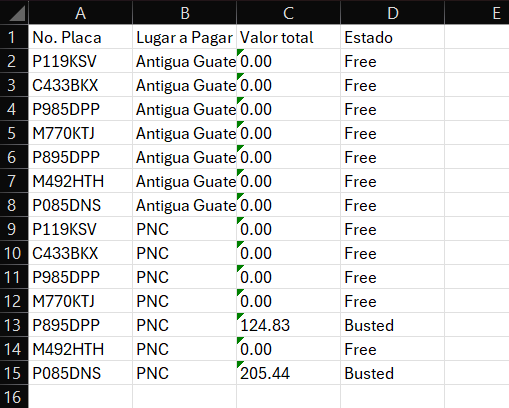 A B C D E
1 No. Placa Lugar a Pagar Valor total Estado
2 P119KSV Antigua Guate 0.00 Free
3 C433BKX Antigua Guate 0.00 Free
4 P985DPP Antigua Guate 0.00 Free
5 M770KTJ Antigua Guate 0.00 Free
6 P895DPP Antigua Guate 0.00 Free
7 M492HTH Antigua Guate 0.00 Free
8 P085DNS Antigua Guate 0.00 Free
9 P119KSV PNC 0.00 Free
10 C433BKX PNC 0.00 Free
11 P985DPP PNC 0.00 Free
12 M770KTJ PNC 0.00 Free
13 P895DPP PNC 124.83 Busted
14 M492HTH PNC 0.00 Free
15 P085DNS PNC 205.44 Busted
16